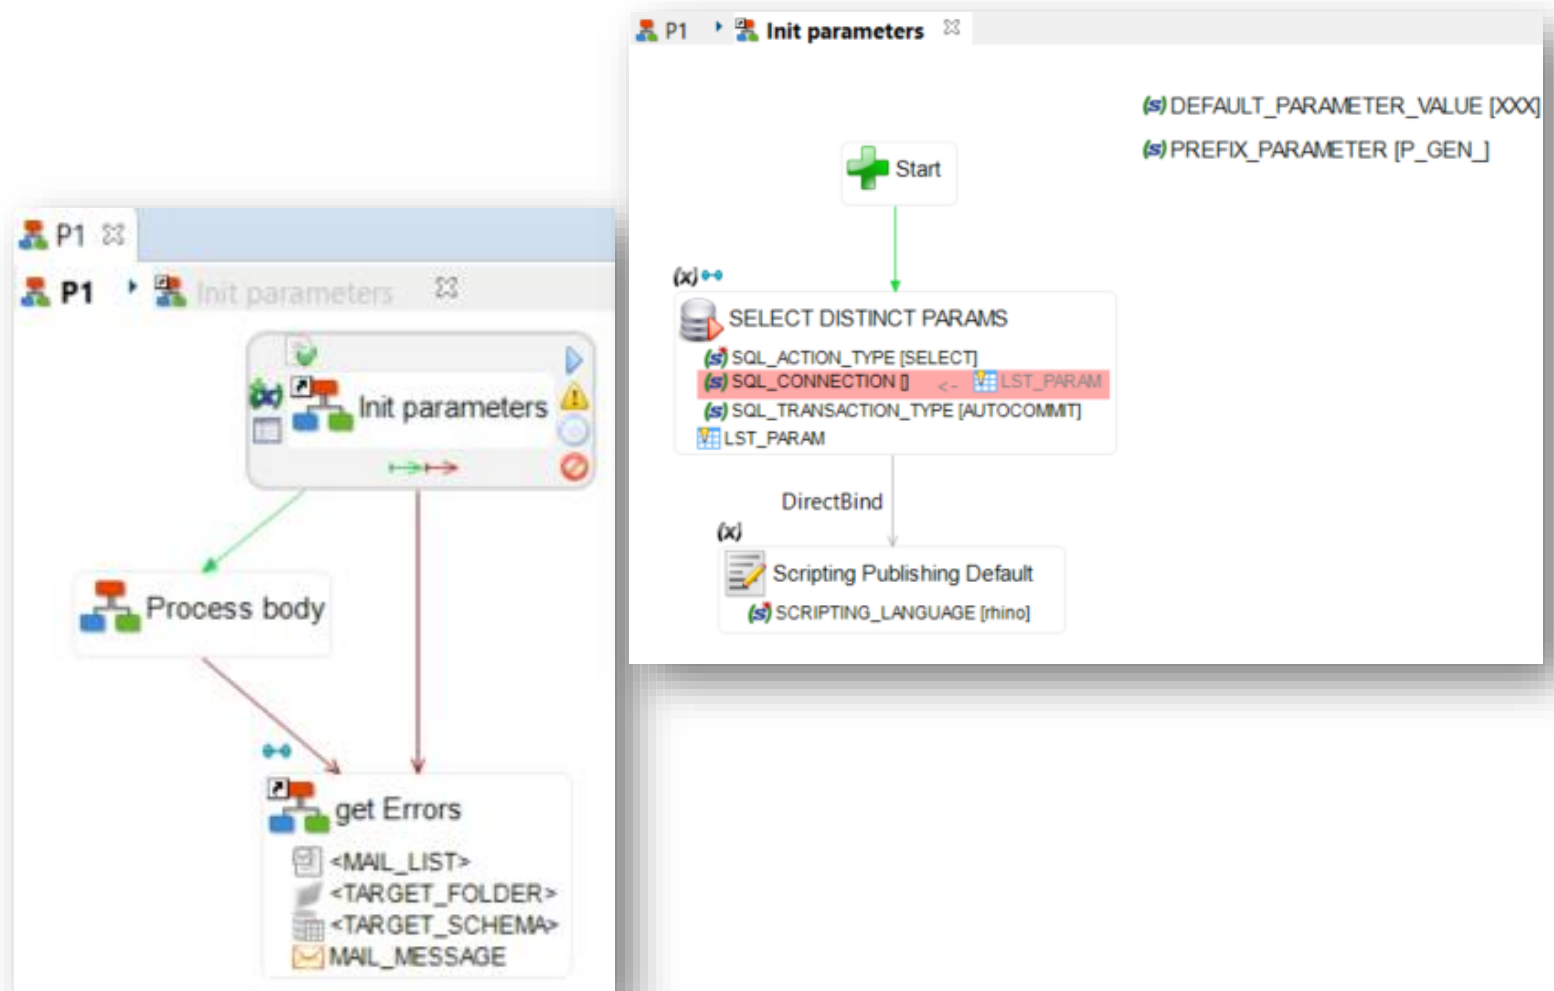 P1
P1 Init parameters
Init parameters
Process body
get Errors
<MAIL_LIST>
<TARGET_FOLDER>
<TARGET_SCHEMA>
MAIL_MESSAGE
P1 Init parameters
(s) DEFAULT_PARAMETER_VALUE [XXX]
(s) PREFIX_PARAMETER [P_GEN_]
Start
(x)
SELECT DISTINCT PARAMS
(s) SQL_ACTION_TYPE [SELECT]
(s) SQL_CONNECTION [] <- LST_PARAM
(s) SQL_TRANSACTION_TYPE [AUTOCOMMIT]
LST_PARAM
DirectBind
(x)
Scripting Publishing Default
(s) SCRIPTING_LANGUAGE [rhino]